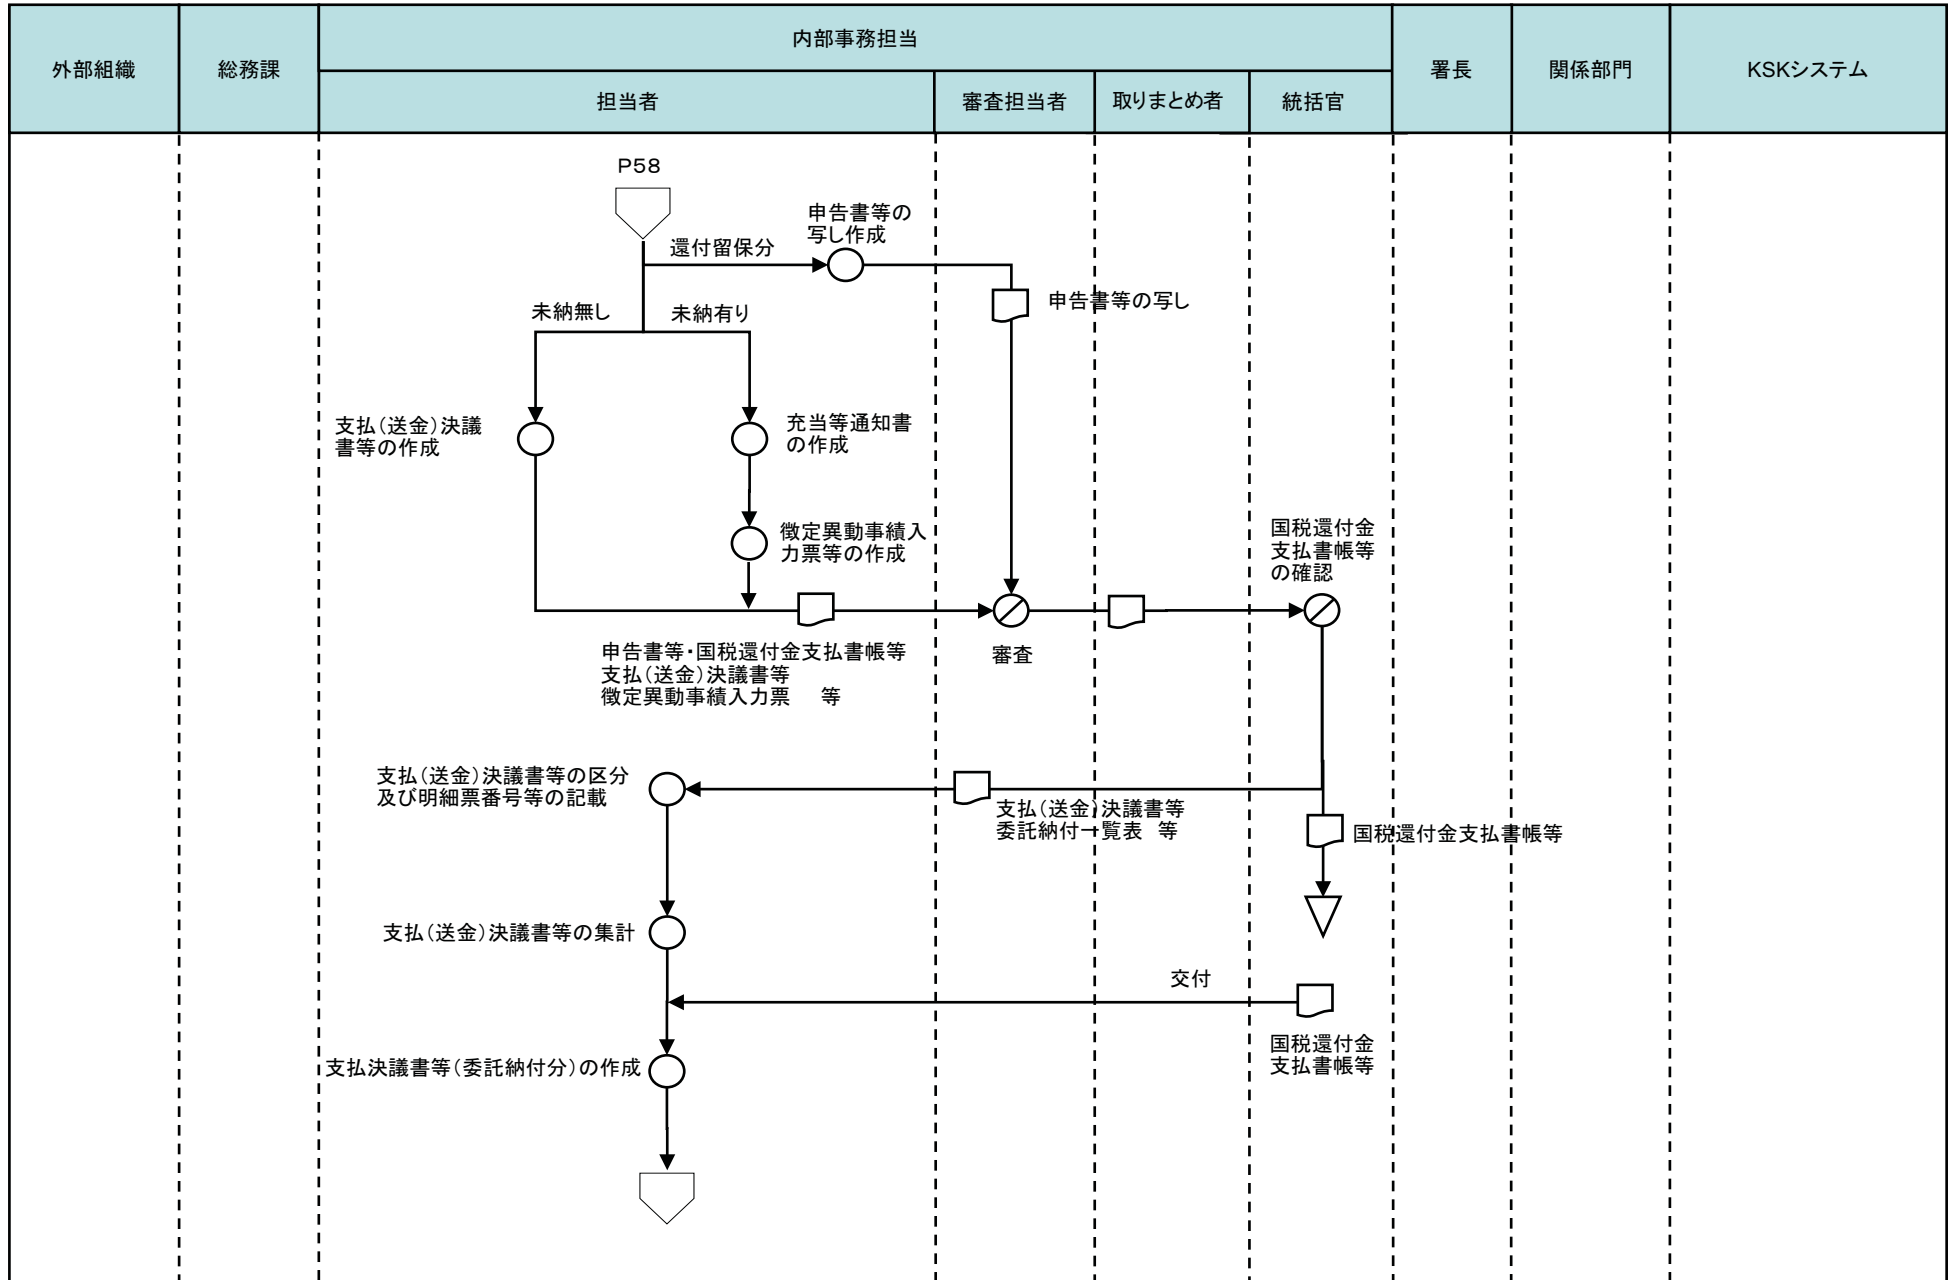 外部組織
総務課
内部事務担当
担当者
審査担当者
取りまとめ者
統括官
署長
関係部門
KSKシステム
P58
還付留保分
申告書等の
写し作成
申告書等の写し
未納無し
未納有り
支払(送金)決議
書等の作成
充当等通知書
の作成
徴定異動事績入
力票等の作成
国税還付金
支払書帳等
の確認
申告書等・国税還付金支払書帳等
支払(送金)決議書等
徴定異動事績入力票　等
審査
支払(送金)決議書等の区分
及び明細票番号等の記載
支払(送金)決議書等
委託納付一覧表　等
国税還付金支払書帳等
支払(送金)決議書等の集計
交付
国税還付金
支払書帳等
支払決議書等(委託納付分)の作成